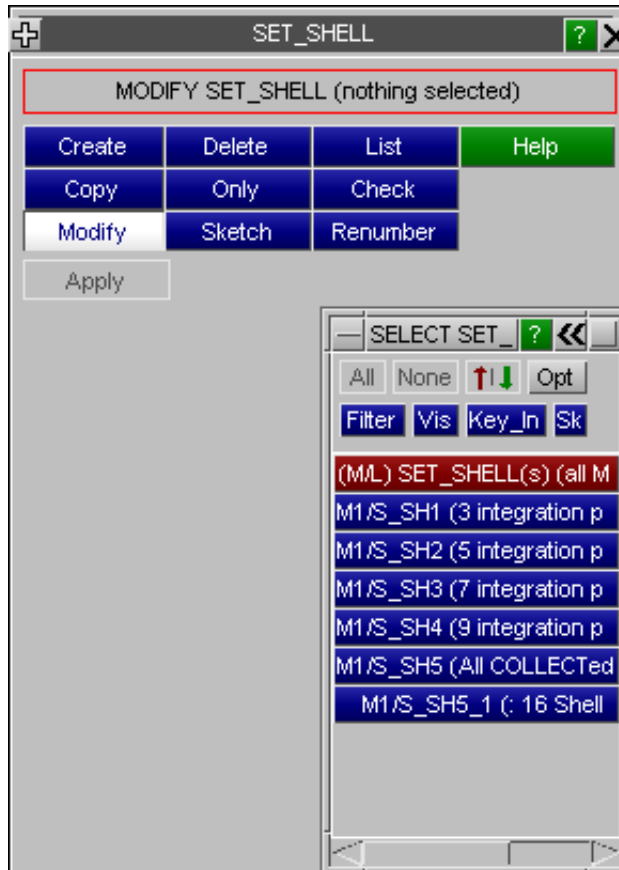 SET_SHELL ?
MODIFY SET_SHELL (nothing selected)
Create Delete List Help
Copy Only Check
Modify Sketch Renumber
Apply
SELECT SET_ ?
All None Opt
Filter Vis Key_In Sk
(M/L) SET_SHELL(s) (all M
M1/S_SH1 (3 integration p
M1/S_SH2 (5 integration p
M1/S_SH3 (7 integration p
M1/S_SH4 (9 integration p
M1/S_SH5 (All COLLECTed
M1/S_SH5_1 (: 16 Shell